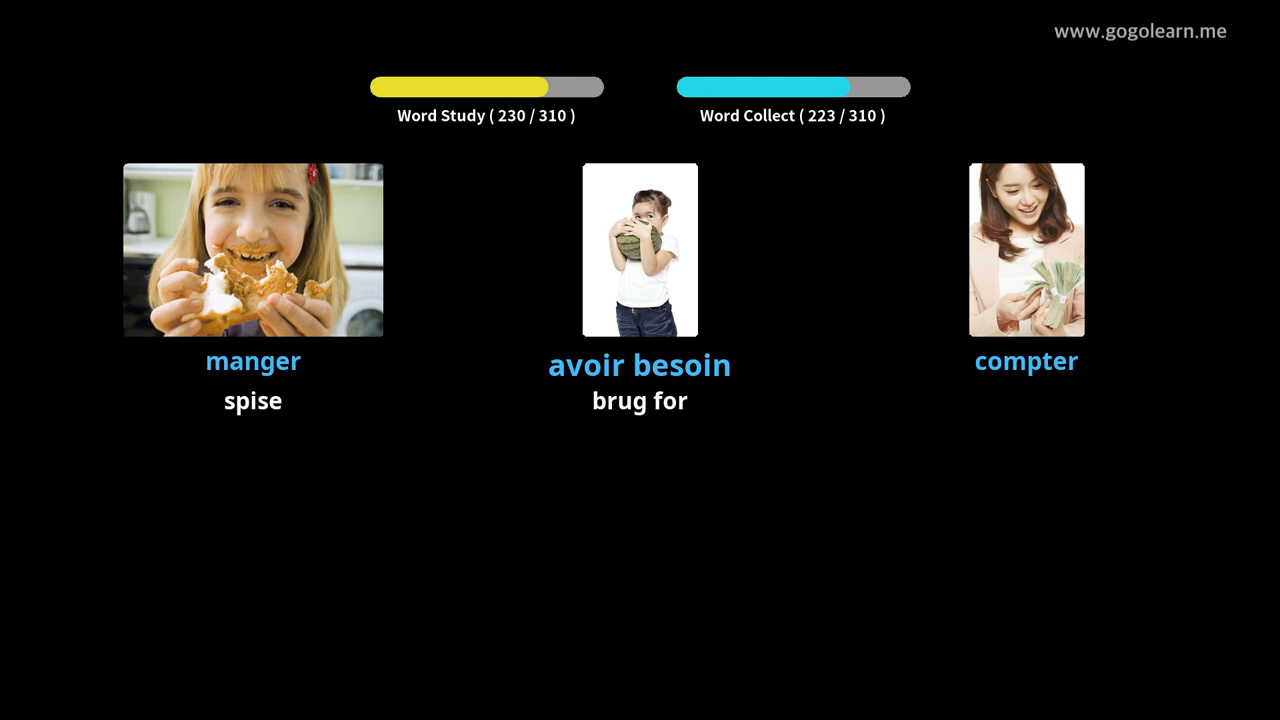 www.gogolearn.me
Word Study ( 230 / 310 )
Word Collect ( 223 / 310 )
manger
avoir besoin
compter
spise
brug for